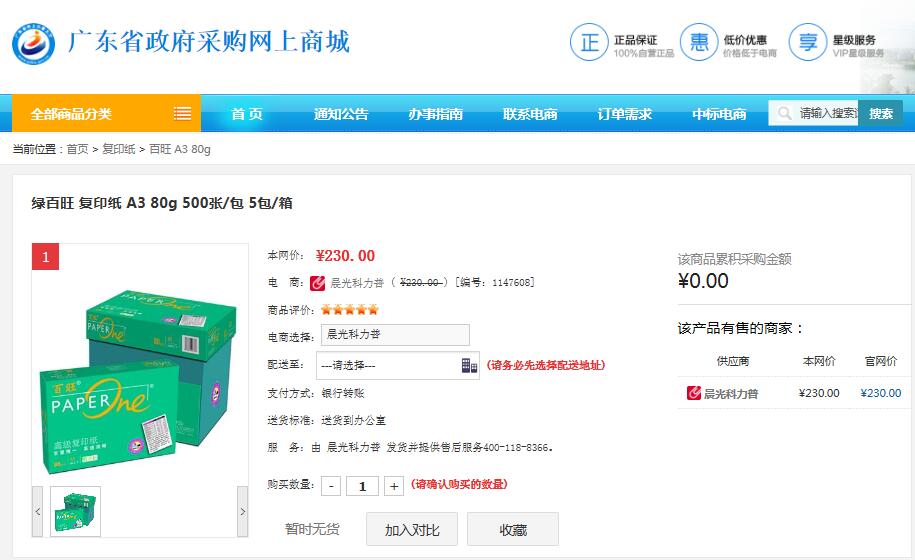 广东省政府采购网上商城
正 正品保证
100%自营正品
惠 低价优惠
价格低于电商
享 星级服务
VIP星级服务
全部商品分类 首 页 通知公告 办事指南 联系电商 订单需求 中标电商 请输入搜索 搜索
当前位置：首页 > 复印纸 > 百旺 A3 80g
绿百旺 复印纸 A3 80g 500张/包 5包/箱
1
百旺
PAPER One
百旺
PAPER One
高级复印纸
本网价： ¥230.00
电 商： 晨光科力普 ( ¥230.00 ) [编号: 1147608]
商品评价：
电商选择： 晨光科力普
配送至： ---请选择--- (请务必先选择配送地址)
支付方式：银行转账
送货标准：送货到办公室
服 务：由 晨光科力普 发货并提供售后服务400-118-8366。
购买数量： - 1 + (请确认购买的数量)
暂时无货 加入对比 收藏
< >
该商品累积采购金额
¥0.00
该产品有售的商家：
供应商 本网价 官网价
晨光科力普 ¥230.00 ¥230.00